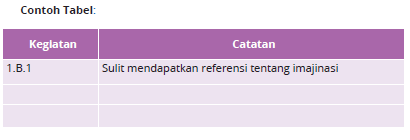 Contoh Tabel:
Kegiatan Catatan
1.B.1 Sulit mendapatkan referensi tentang imajinasi